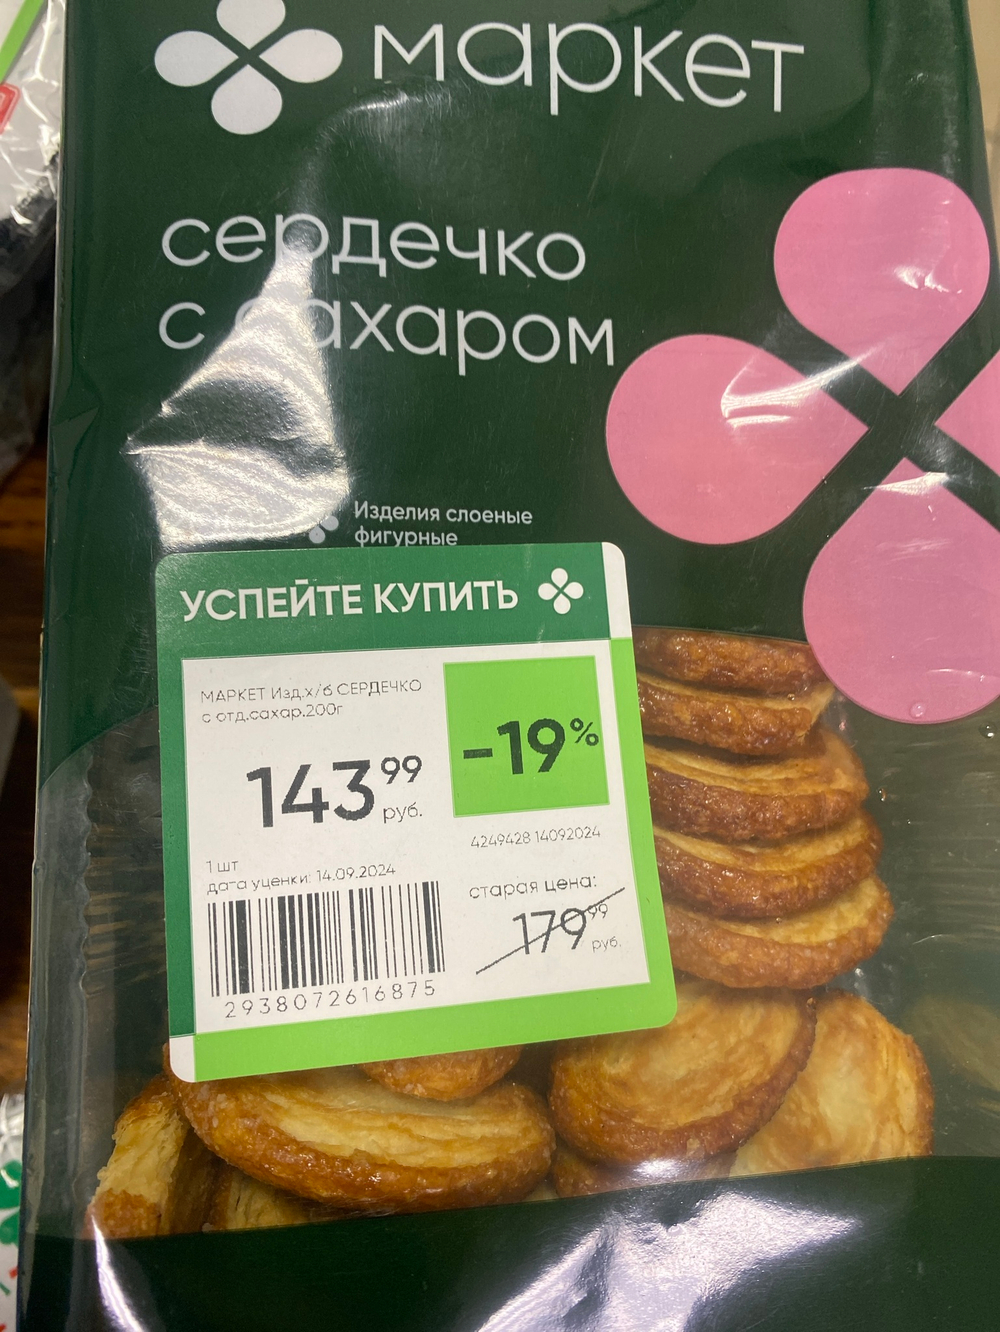 маркет
сердечко
с сахаром
Изделия слоеные
фигурные
УСПЕЙТЕ КУПИТЬ
МАРКЕТ Изд.х/б СЕРДЕЧКО
с отд.сахар.200г
-19%
143 99
руб.
4249428 14092024
1 шт
дата уценки: 14.09.2024
старая цена:
179 99
руб.
2938072616875